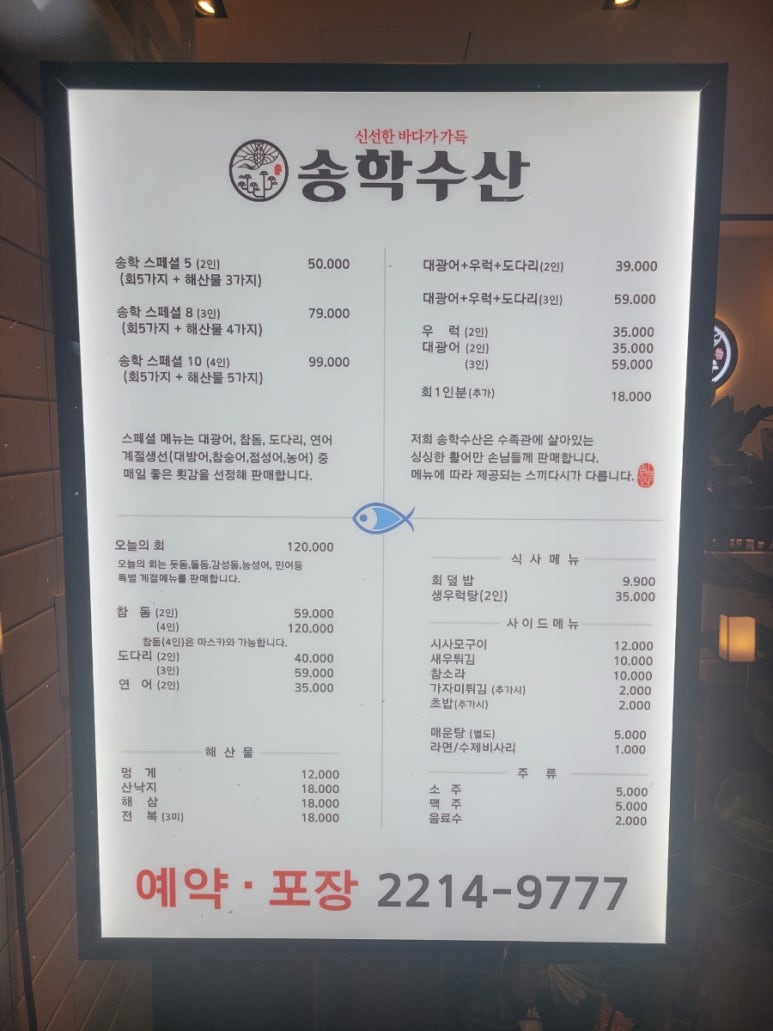 신선한 바다가 가득
송학수산
송학 스페셜 5 (2인) 50.000
(회5가지 + 해산물 3가지)
송학 스페셜 8 (3인) 79.000
(회5가지 + 해산물 4가지)
송학 스페셜 10 (4인) 99.000
(회5가지 + 해산물 5가지)
스페셜 메뉴는 대광어, 참돔, 도다리, 연어
계절생선(대방어,참숭어,점성어,농어) 중
매일 좋은 횟감을 선정해 판매합니다.
대광어+우럭+도다리(2인) 39.000
대광어+우럭+도다리(3인) 59.000
우 럭 (2인) 35.000
대광어 (2인) 35.000
(3인) 59.000
회1인분(추가) 18.000
저희 송학수산은 수족관에 살아있는
싱싱한 활어만 손님들께 판매합니다.
메뉴에 따라 제공되는 스끼다시가 다릅니다.
오늘의 회 120.000
오늘의 회는 돗돔,돌돔,감성돔,능성어, 민어등
특별 계절메뉴를 판매합니다.
참 돔 (2인) 59.000
(4인) 120.000
참돔(4인)은 마스카와 가능합니다.
도다리 (2인) 40.000
(3인) 59.000
연 어 (2인) 35.000
해 산 물
멍 게 12.000
산낙지 18.000
해 삼 18.000
전 복 (3미) 18.000
식 사 메 뉴
회 덮 밥 9.900
생우럭탕(2인) 35.000
사 이 드 메 뉴
시사모구이 12.000
새우튀김 10.000
참소라 10.000
가자미튀김 (추가시) 2.000
초밥(추가시) 2.000
매운탕 (별도) 5.000
라면/수제비사리 1.000
주 류
소 주 5.000
맥 주 5.000
음료수 2.000
예약 · 포장 2214-9777